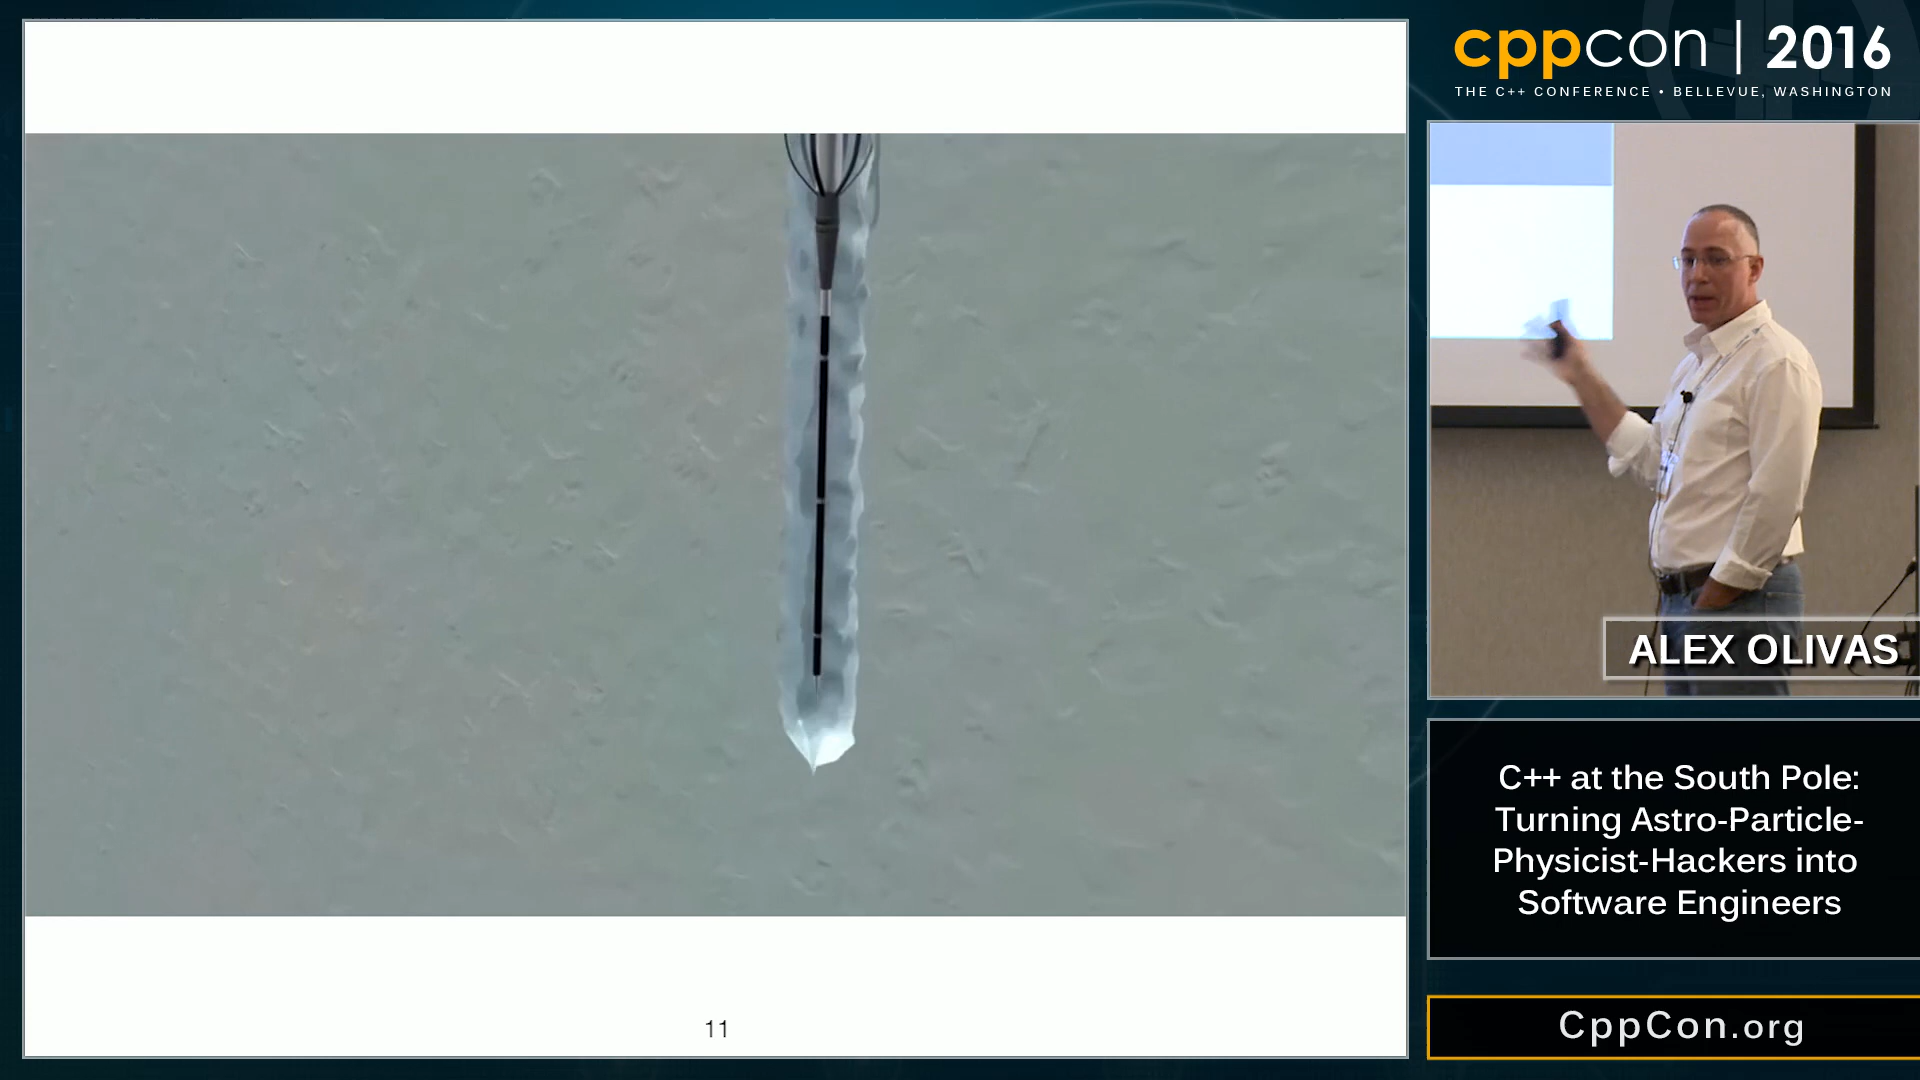 cppcon | 2016
THE C++ CONFERENCE • BELLEVUE, WASHINGTON
ALEX OLIVAS
C++ at the South Pole:
Turning Astro-Particle-
Physicist-Hackers into
Software Engineers
CppCon.org
11